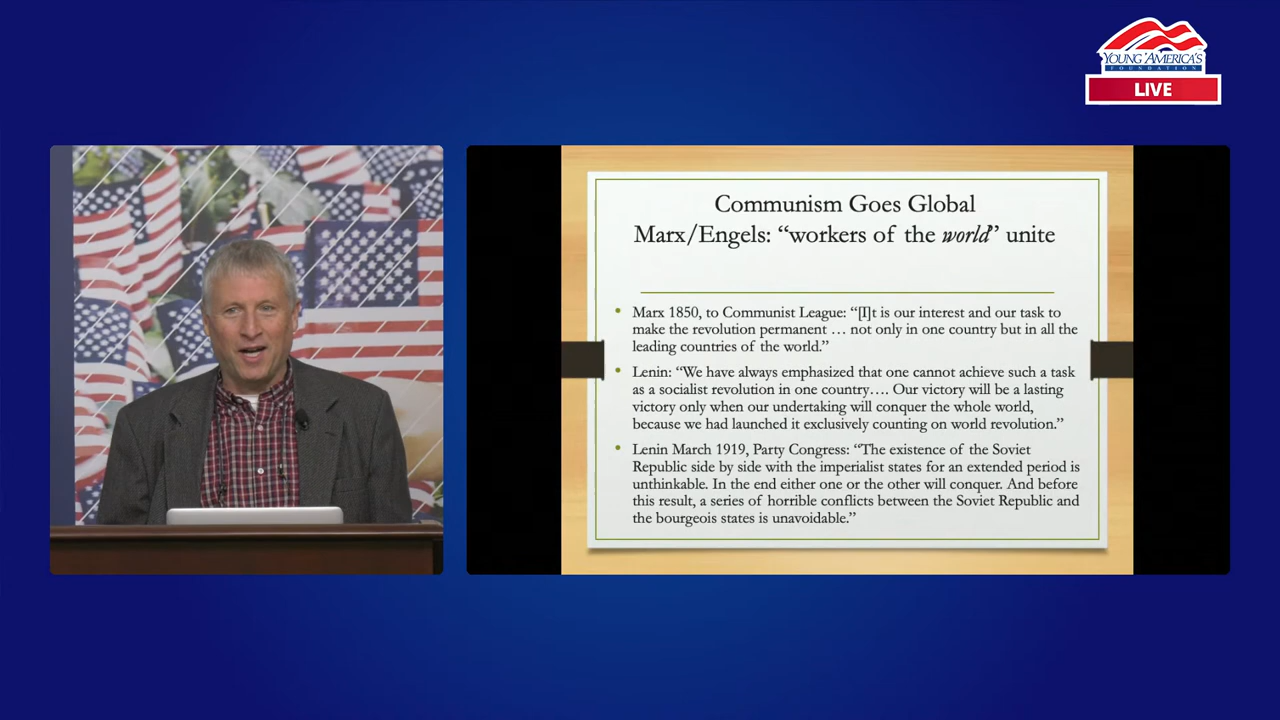 YOUNG AMERICA'S
FOUNDATION
LIVE
Communism Goes Global
Marx/Engels: “workers of the world” unite
• Marx 1850, to Communist League: “[I]t is our interest and our task to
make the revolution permanent … not only in one country but in all the
leading countries of the world.”
• Lenin: “We have always emphasized that one cannot achieve such a task
as a socialist revolution in one country…. Our victory will be a lasting
victory only when our undertaking will conquer the whole world,
because we had launched it exclusively counting on world revolution.”
• Lenin March 1919, Party Congress: “The existence of the Soviet
Republic side by side with the imperialist states for an extended period is
unthinkable. In the end either one or the other will conquer. And before
this result, a series of horrible conflicts between the Soviet Republic and
the bourgeois states is unavoidable.”